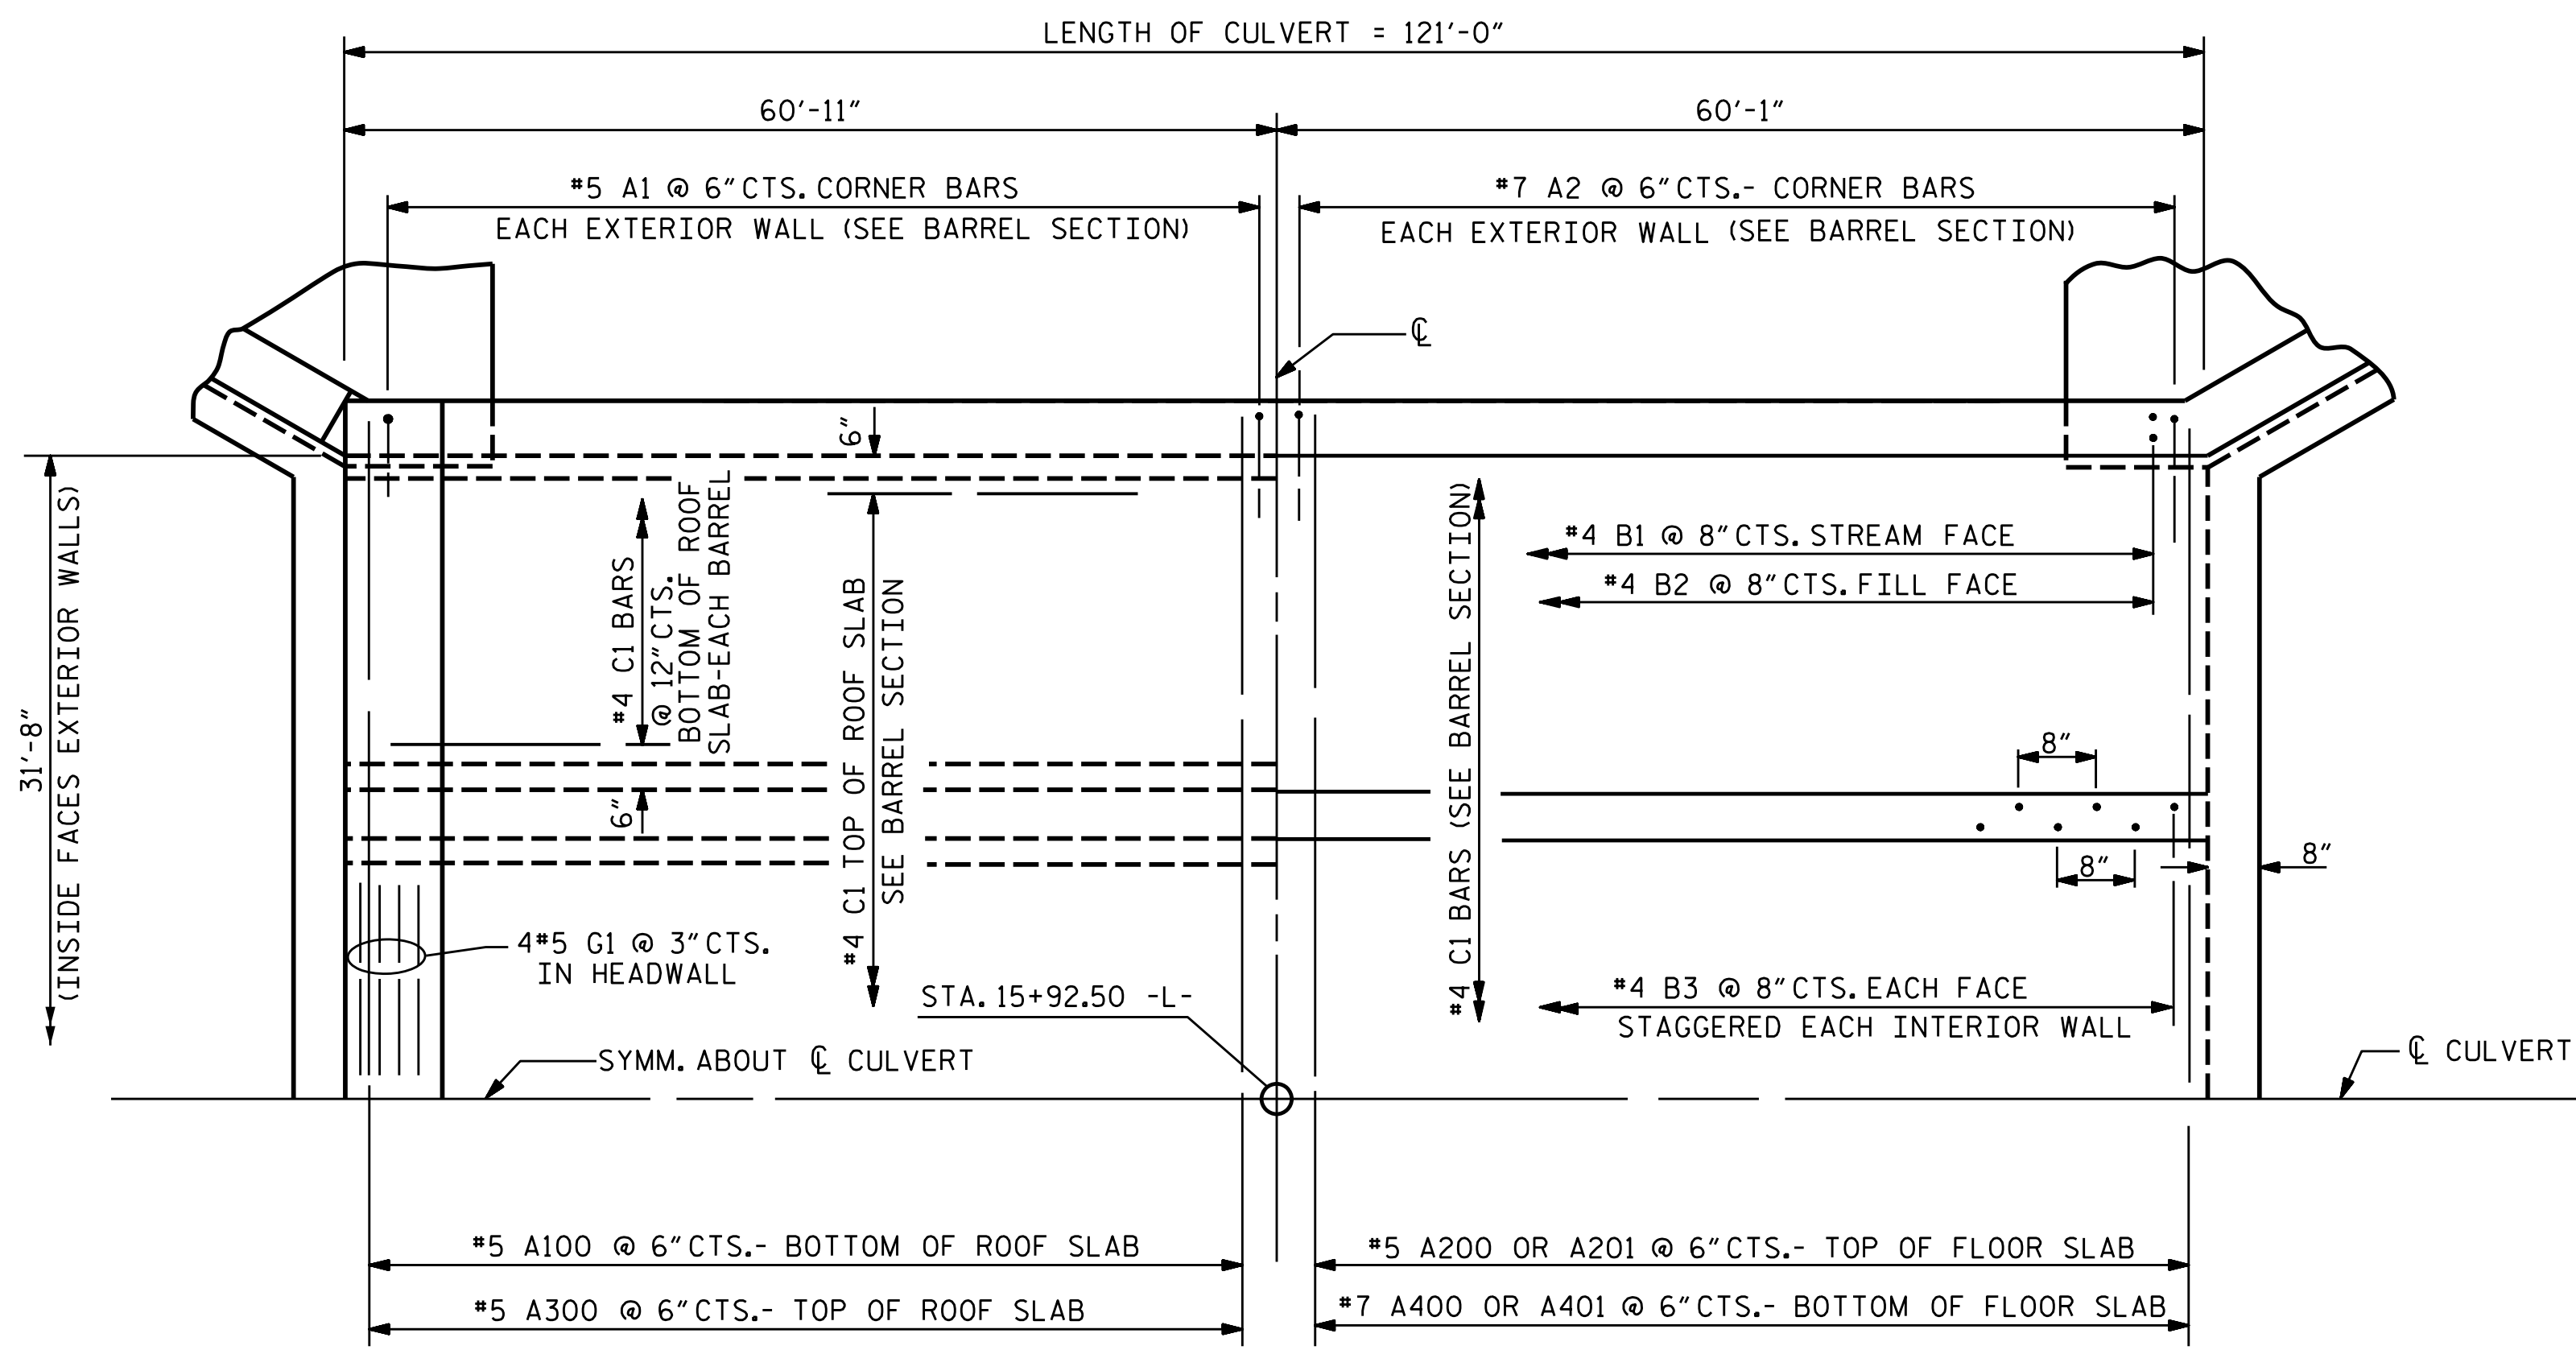 LENGTH OF CULVERT = 121'-0"
60'-11"
60'-1"
#5 A1 @ 6" CTS. CORNER BARS
EACH EXTERIOR WALL (SEE BARREL SECTION)
#7 A2 @ 6" CTS.- CORNER BARS
EACH EXTERIOR WALL (SEE BARREL SECTION)
℄
6"
31'-8"
(INSIDE FACES EXTERIOR WALLS)
#4 C1 BARS
@ 12" CTS.
BOTTOM OF ROOF
SLAB-EACH BARREL
#4 C1 TOP OF ROOF SLAB
SEE BARREL SECTION
#4 C1 BARS (SEE BARREL SECTION)
#4 B1 @ 8" CTS. STREAM FACE
#4 B2 @ 8" CTS. FILL FACE
8"
6"
8"
8"
4#5 G1 @ 3" CTS.
IN HEADWALL
STA. 15+92.50 -L-
#4 B3 @ 8" CTS. EACH FACE
STAGGERED EACH INTERIOR WALL
SYMM. ABOUT ℄ CULVERT
℄ CULVERT
#5 A100 @ 6" CTS.- BOTTOM OF ROOF SLAB
#5 A200 OR A201 @ 6" CTS.- TOP OF FLOOR SLAB
#5 A300 @ 6" CTS.- TOP OF ROOF SLAB
#7 A400 OR A401 @ 6" CTS.- BOTTOM OF FLOOR SLAB